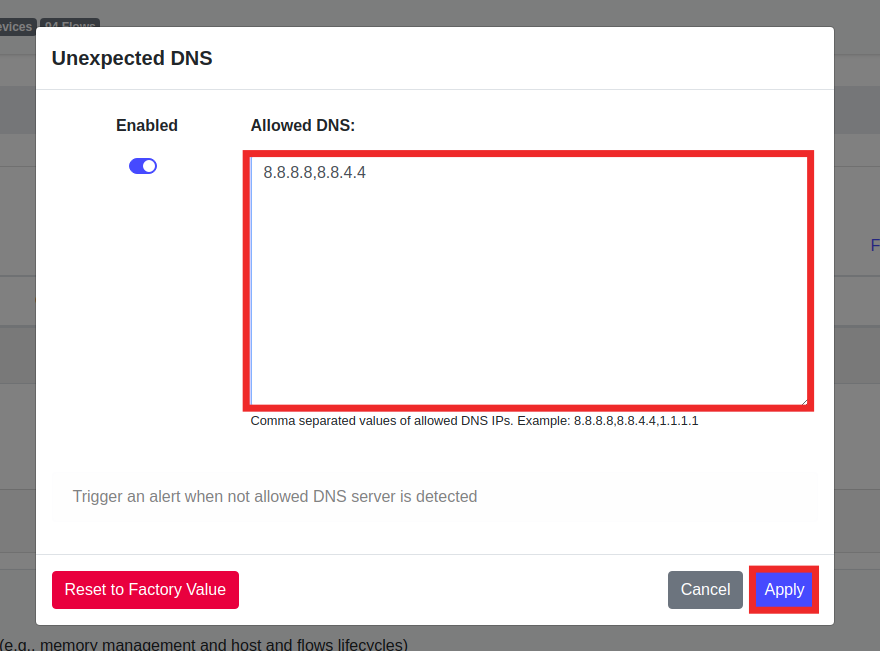 94 Flows
Unexpected DNS
Enabled
Allowed DNS:
8.8.8.8,8.8.4.4
F
Comma separated values of allowed DNS IPs. Example: 8.8.8.8,8.8.4.4,1.1.1.1
Trigger an alert when not allowed DNS server is detected
Reset to Factory Value
Cancel
Apply
(e.g., memory management and host and flows lifecycles)